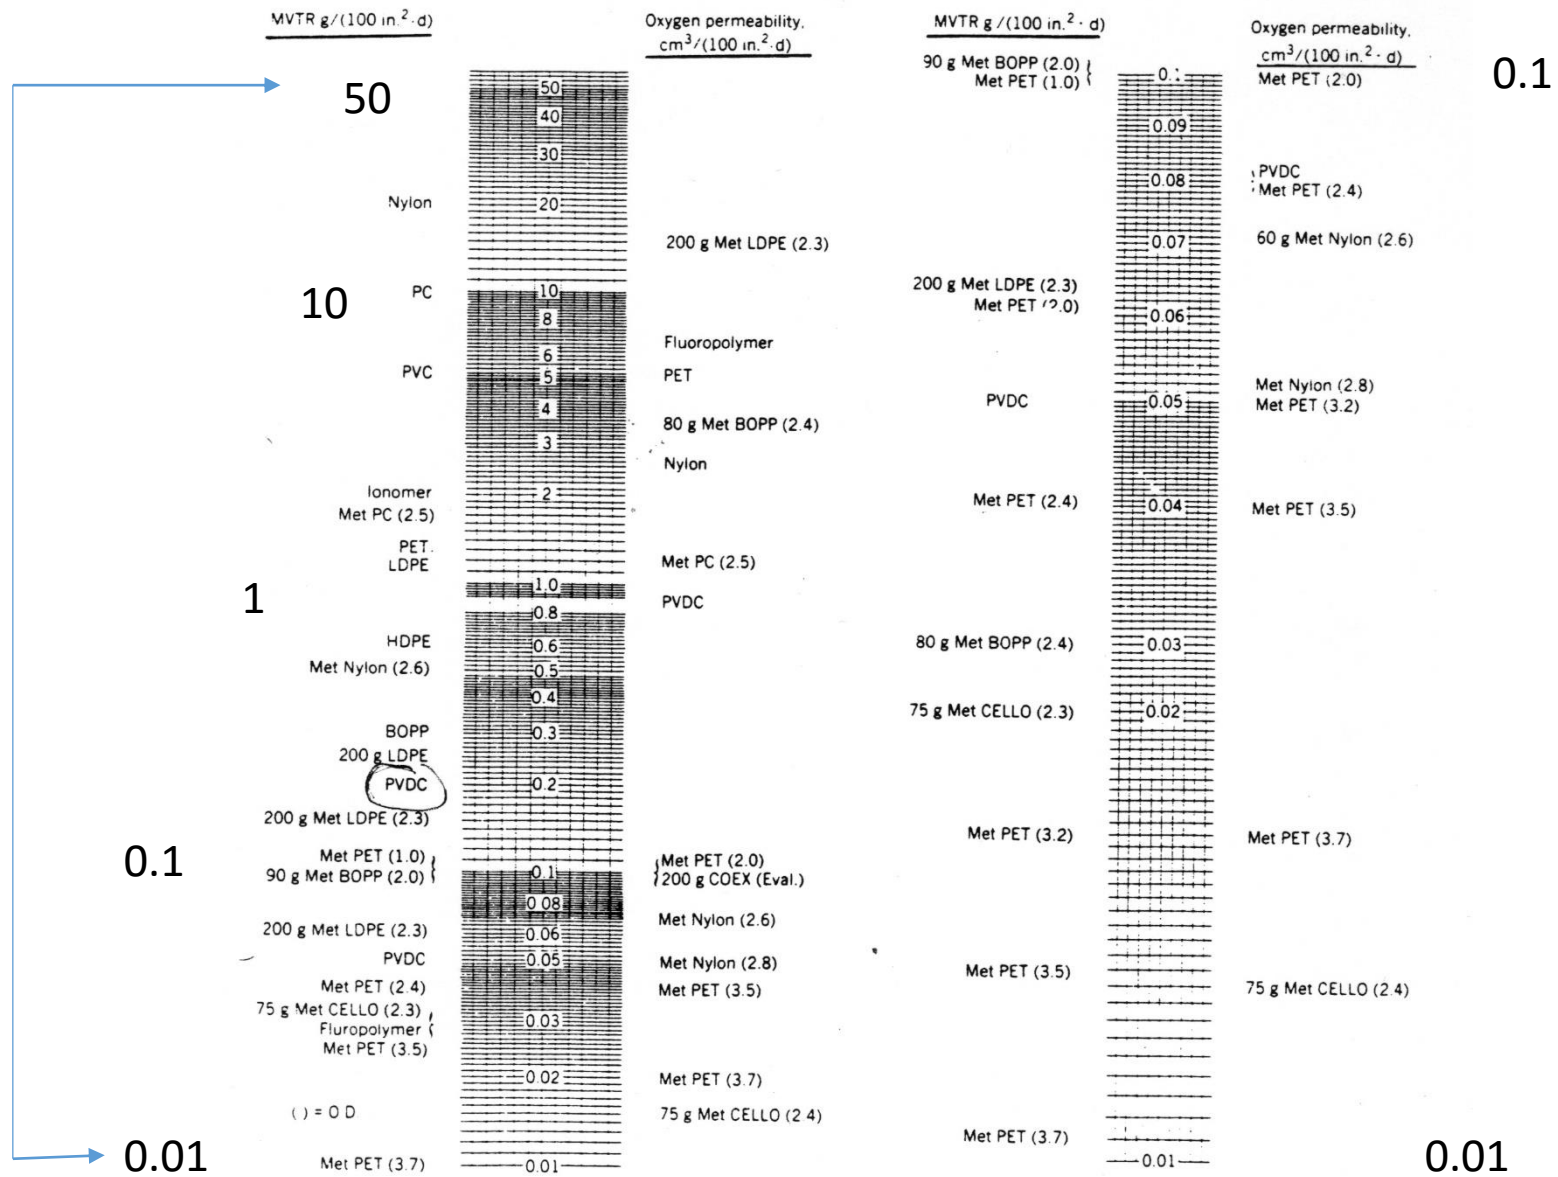 MVTR g/(100 in.²·d)
Oxygen permeability,
cm³/(100 in.²·d)
50
50
40
30
Nylon
20
200 g Met LDPE (2.3)
10
PC
10
8
Fluoropolymer
6
PVC
5
PET
4
80 g Met BOPP (2.4)
3
Nylon
Ionomer
2
Met PC (2.5)
PET
LDPE
Met PC (2.5)
1
1.0
PVDC
0.8
HDPE
0.6
Met Nylon (2.6)
0.5
0.4
BOPP
0.3
200 g LDPE
PVDC
0.2
200 g Met LDPE (2.3)
0.1
Met PET (1.0)
Met PET (2.0)
90 g Met BOPP (2.0)
0.1
200 g COEX (Eval.)
0.08
Met Nylon (2.6)
200 g Met LDPE (2.3)
0.06
PVDC
0.05
Met Nylon (2.8)
Met PET (2.4)
Met PET (3.5)
75 g Met CELLO (2.3)
0.03
Fluropolymer
Met PET (3.5)
0.02
Met PET (3.7)
( ) = O D
75 g Met CELLO (2.4)
0.01
Met PET (3.7)
0.01
MVTR g/(100 in.²·d)
Oxygen permeability,
cm³/(100 in.²·d)
90 g Met BOPP (2.0)
Met PET (1.0)
0.1
Met PET (2.0)
0.1
0.09
0.08
PVDC
Met PET (2.4)
0.07
60 g Met Nylon (2.6)
200 g Met LDPE (2.3)
Met PET
0.06
Met Nylon (2.8)
PVDC
0.05
Met PET (3.2)
Met PET (2.4)
0.04
Met PET (3.5)
80 g Met BOPP (2.4)
0.03
75 g Met CELLO (2.3)
0.02
Met PET (3.2)
Met PET (3.7)
Met PET (3.5)
75 g Met CELLO (2.4)
Met PET (3.7)
0.01
0.01